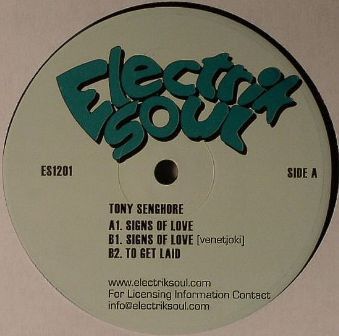 Electrik
Soul
ES1201
SIDE A
TONY SENGHORE
A1. SIGNS OF LOVE
B1. SIGNS OF LOVE [venetjoki]
B2. TO GET LAID
www.electriksoul.com
For Licensing Information Contact
info@electriksoul.com